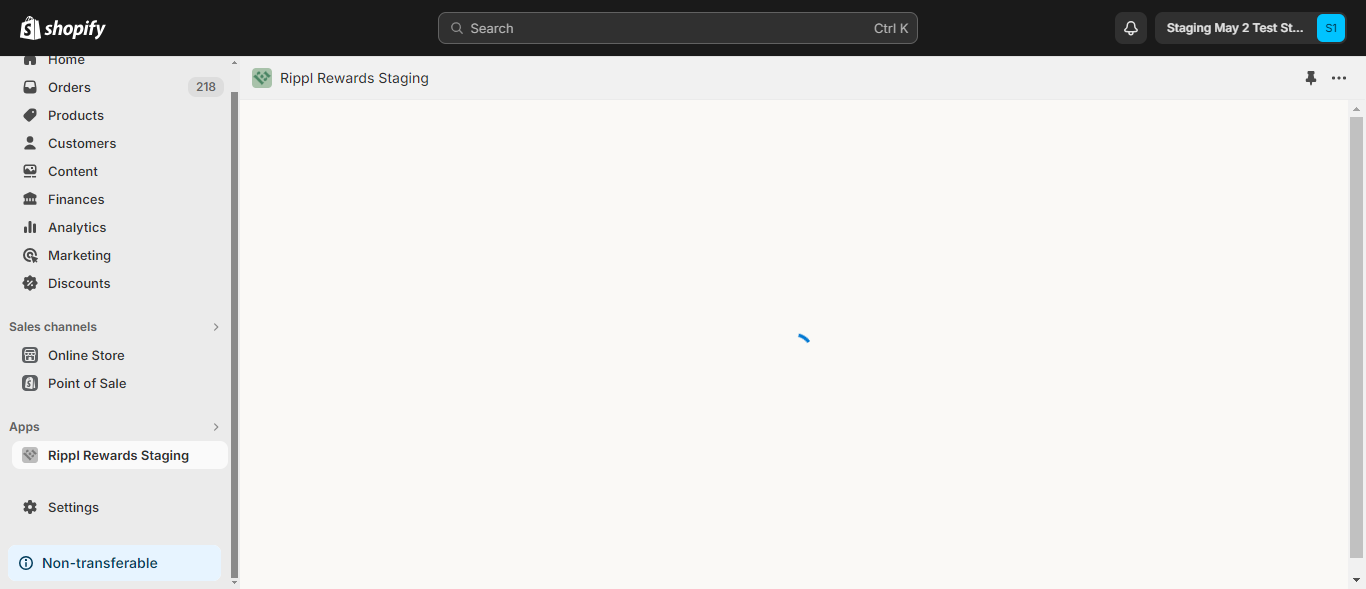 shopify
Search
Ctrl K
Staging May 2 Test St...
S1
Home
Orders
218
Products
Customers
Content
Finances
Analytics
Marketing
Discounts
Sales channels
Online Store
Point of Sale
Apps
Rippl Rewards Staging
Settings
Non-transferable
Rippl Rewards Staging